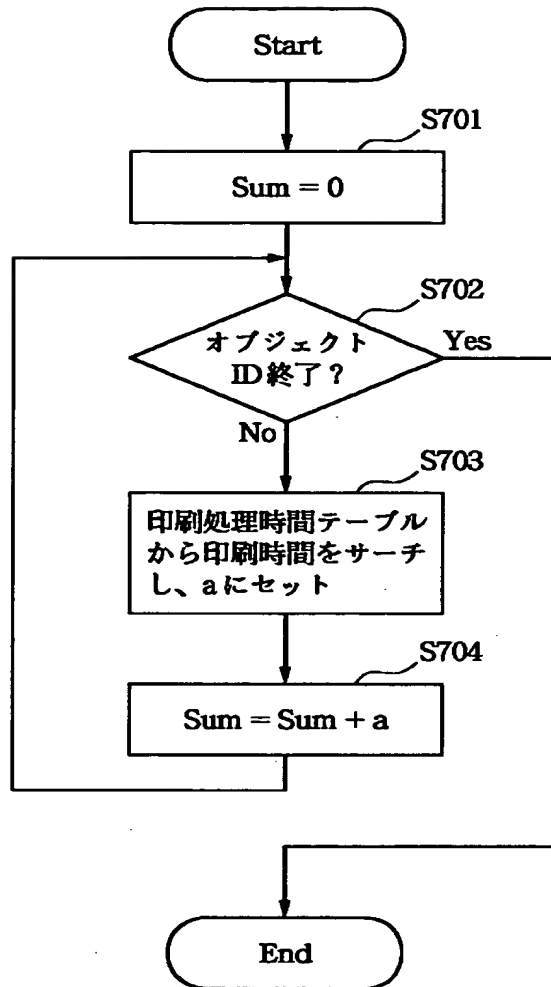 Start
S701
Sum = 0
S702
オブジェクト
ID終了？
Yes
No
S703
印刷処理時間テーブル
から印刷時間をサーチ
し、aにセット
S704
Sum = Sum + a
End